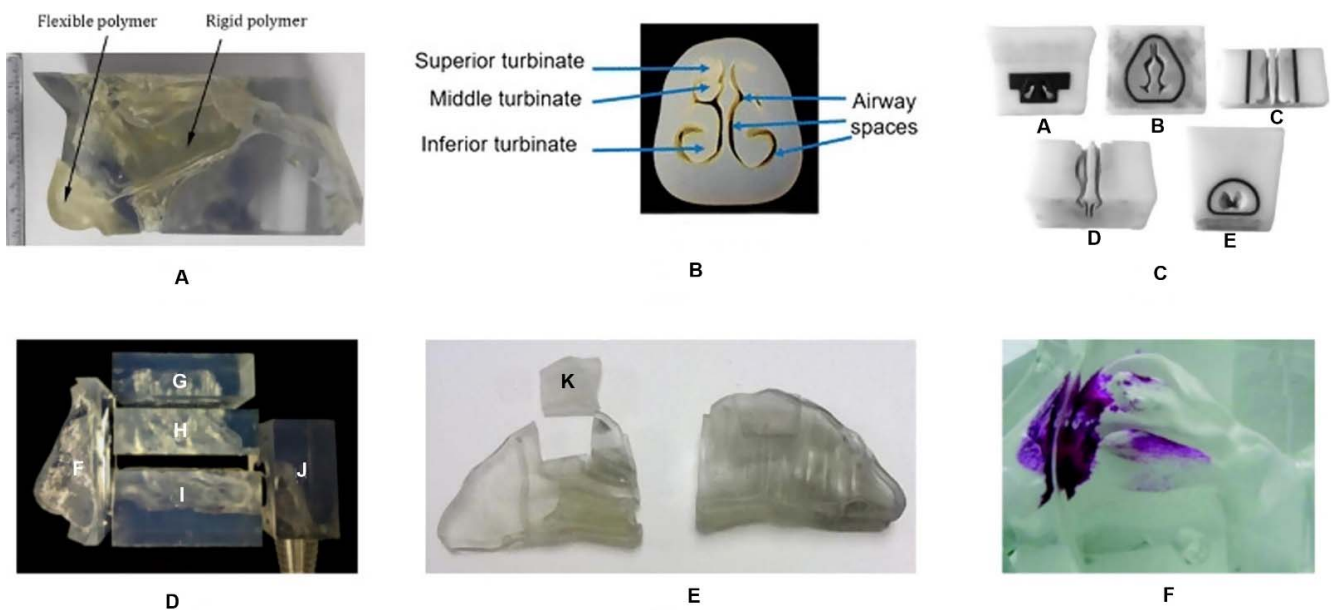 Flexible polymer
Rigid polymer
A
Superior turbinate
Middle turbinate
Inferior turbinate
Airway
spaces
B
A
B
C
D
E
C
G
H
F
I
J
D
K
E
F